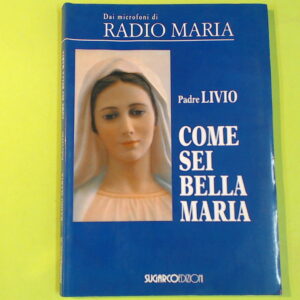 Dai microfoni di
RADIO MARIA
Padre LIVIO
COME
SEI
BELLA
MARIA
SUGARCOEDIZIONI